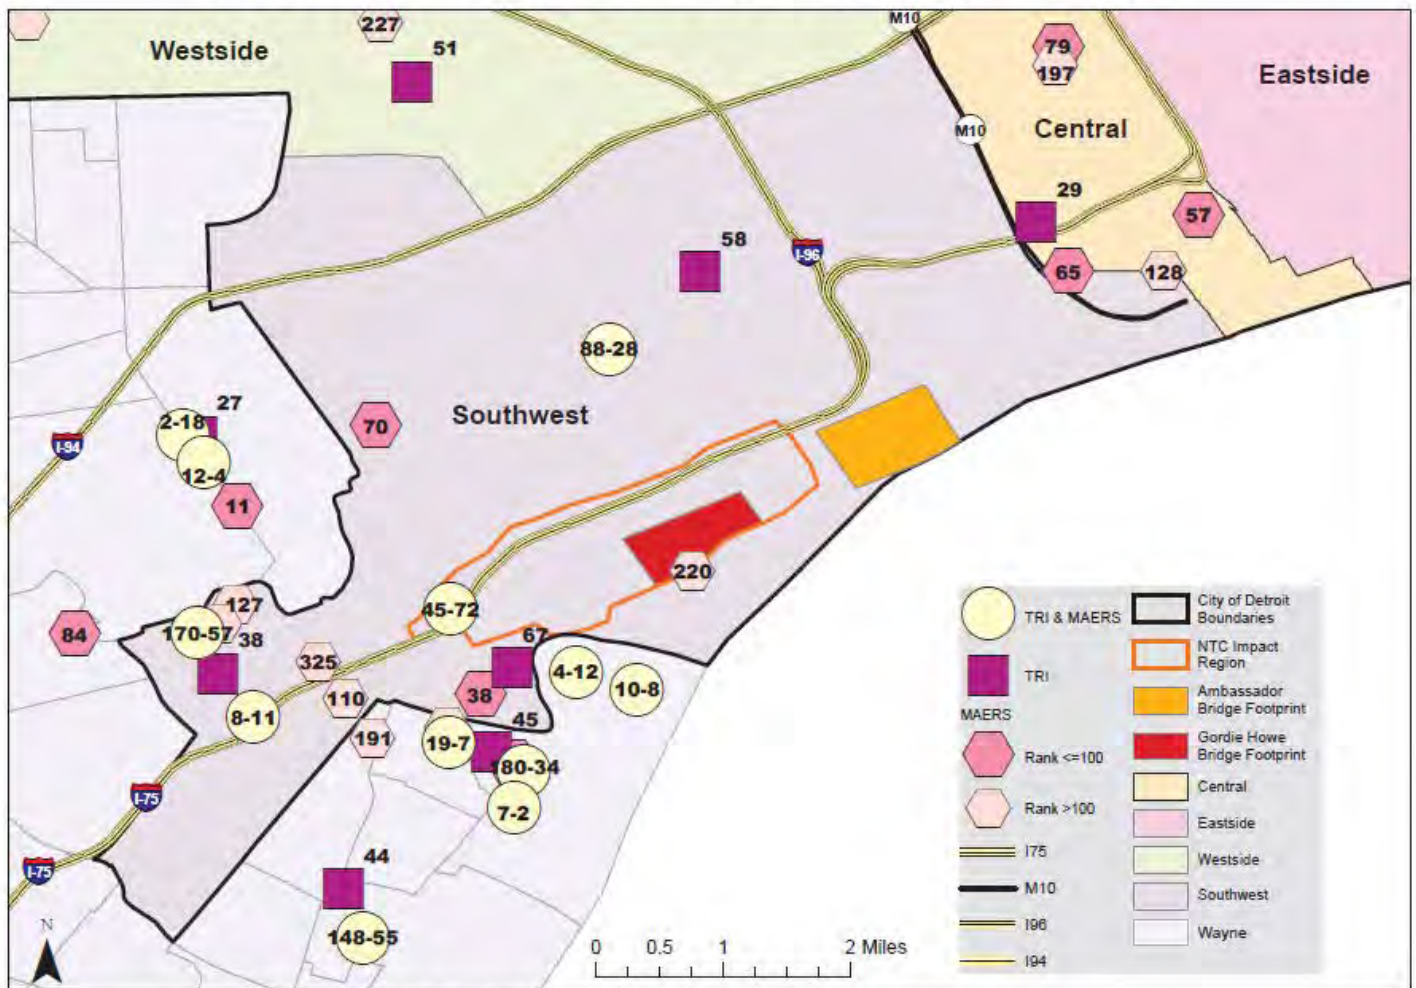 M10
227
Westside
51
79
197
Eastside
Central
M10
29
57
58
I-96
65
128
88-28
27
2-18
Southwest
70
I-94
12-4
11
220
127
45-72
84
170-57
38
67
325
4-12
110
38
10-8
8-11
45
191
19-7
180-34
I-75
7-2
44
I-75
N
148-55
0 0.5 1 2 Miles
TRI & MAERS
TRI
MAERS
Rank <=100
Rank >100
I75
M10
I96
I94
City of Detroit
Boundaries
NTC Impact
Region
Ambassador
Bridge Footprint
Gordie Howe
Bridge Footprint
Central
Eastside
Westside
Southwest
Wayne